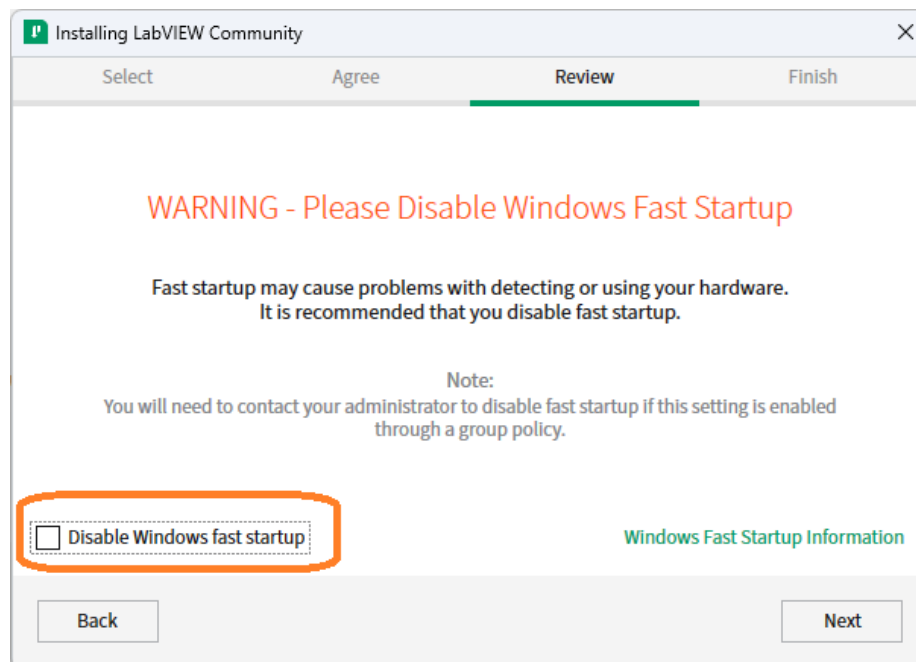 Installing LabVIEW Community
Select Agree Review Finish
WARNING - Please Disable Windows Fast Startup
Fast startup may cause problems with detecting or using your hardware.
It is recommended that you disable fast startup.
Note:
You will need to contact your administrator to disable fast startup if this setting is enabled
through a group policy.
Disable Windows fast startup Windows Fast Startup Information
Back Next